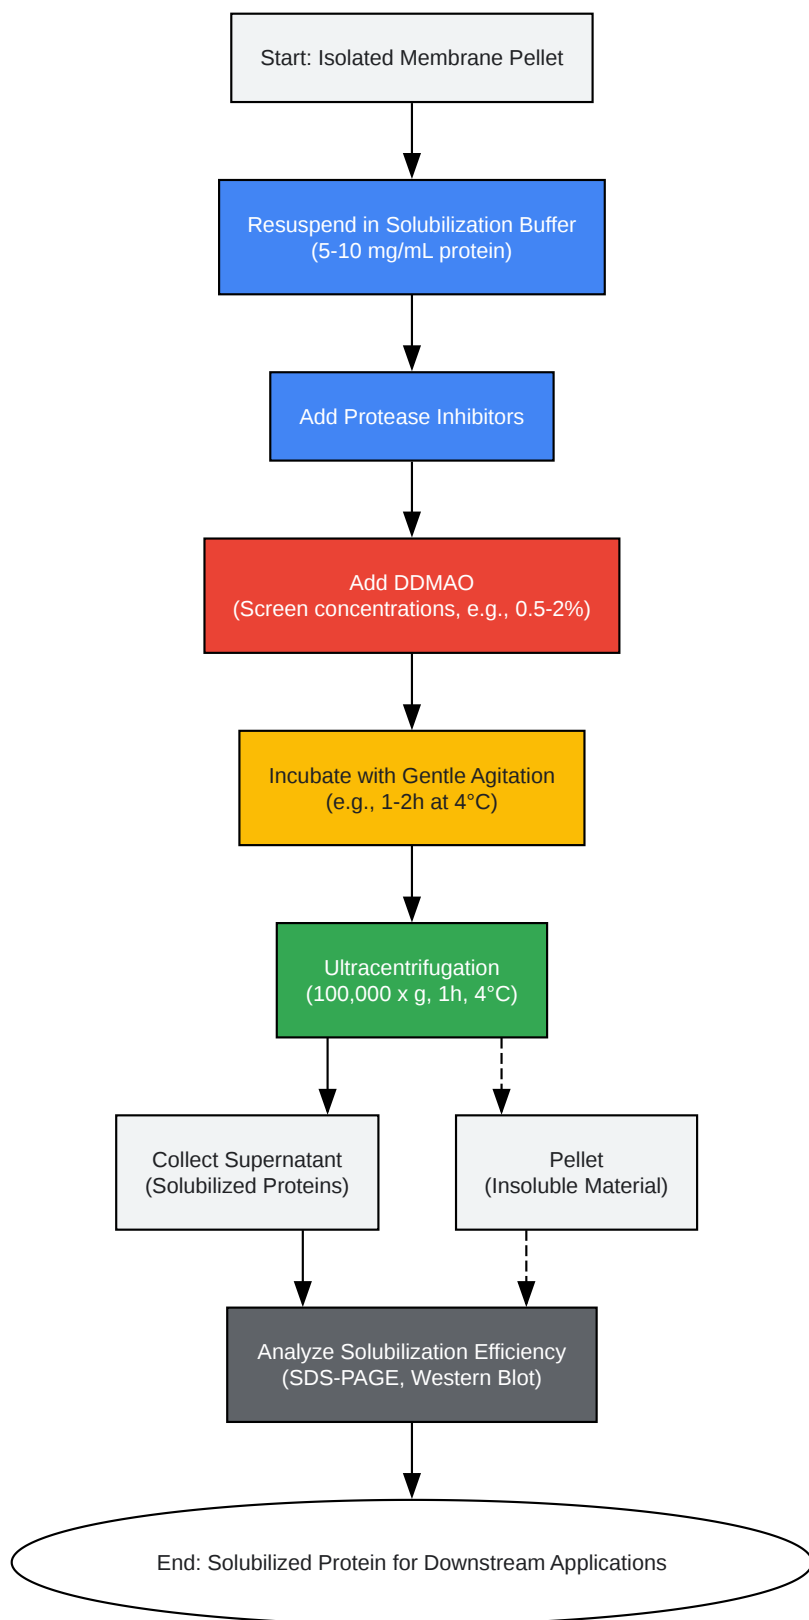 Start: Isolated Membrane Pellet
Resuspend in Solubilization Buffer
(5-10 mg/mL protein)
Add Protease Inhibitors
Add DDMAO
(Screen concentrations, e.g., 0.5-2%)
Incubate with Gentle Agitation
(e.g., 1-2h at 4°C)
Ultracentrifugation
(100,000 x g, 1h, 4°C)
Collect Supernatant
(Solubilized Proteins)
Pellet
(Insoluble Material)
Analyze Solubilization Efficiency
(SDS-PAGE, Western Blot)
End: Solubilized Protein for Downstream Applications